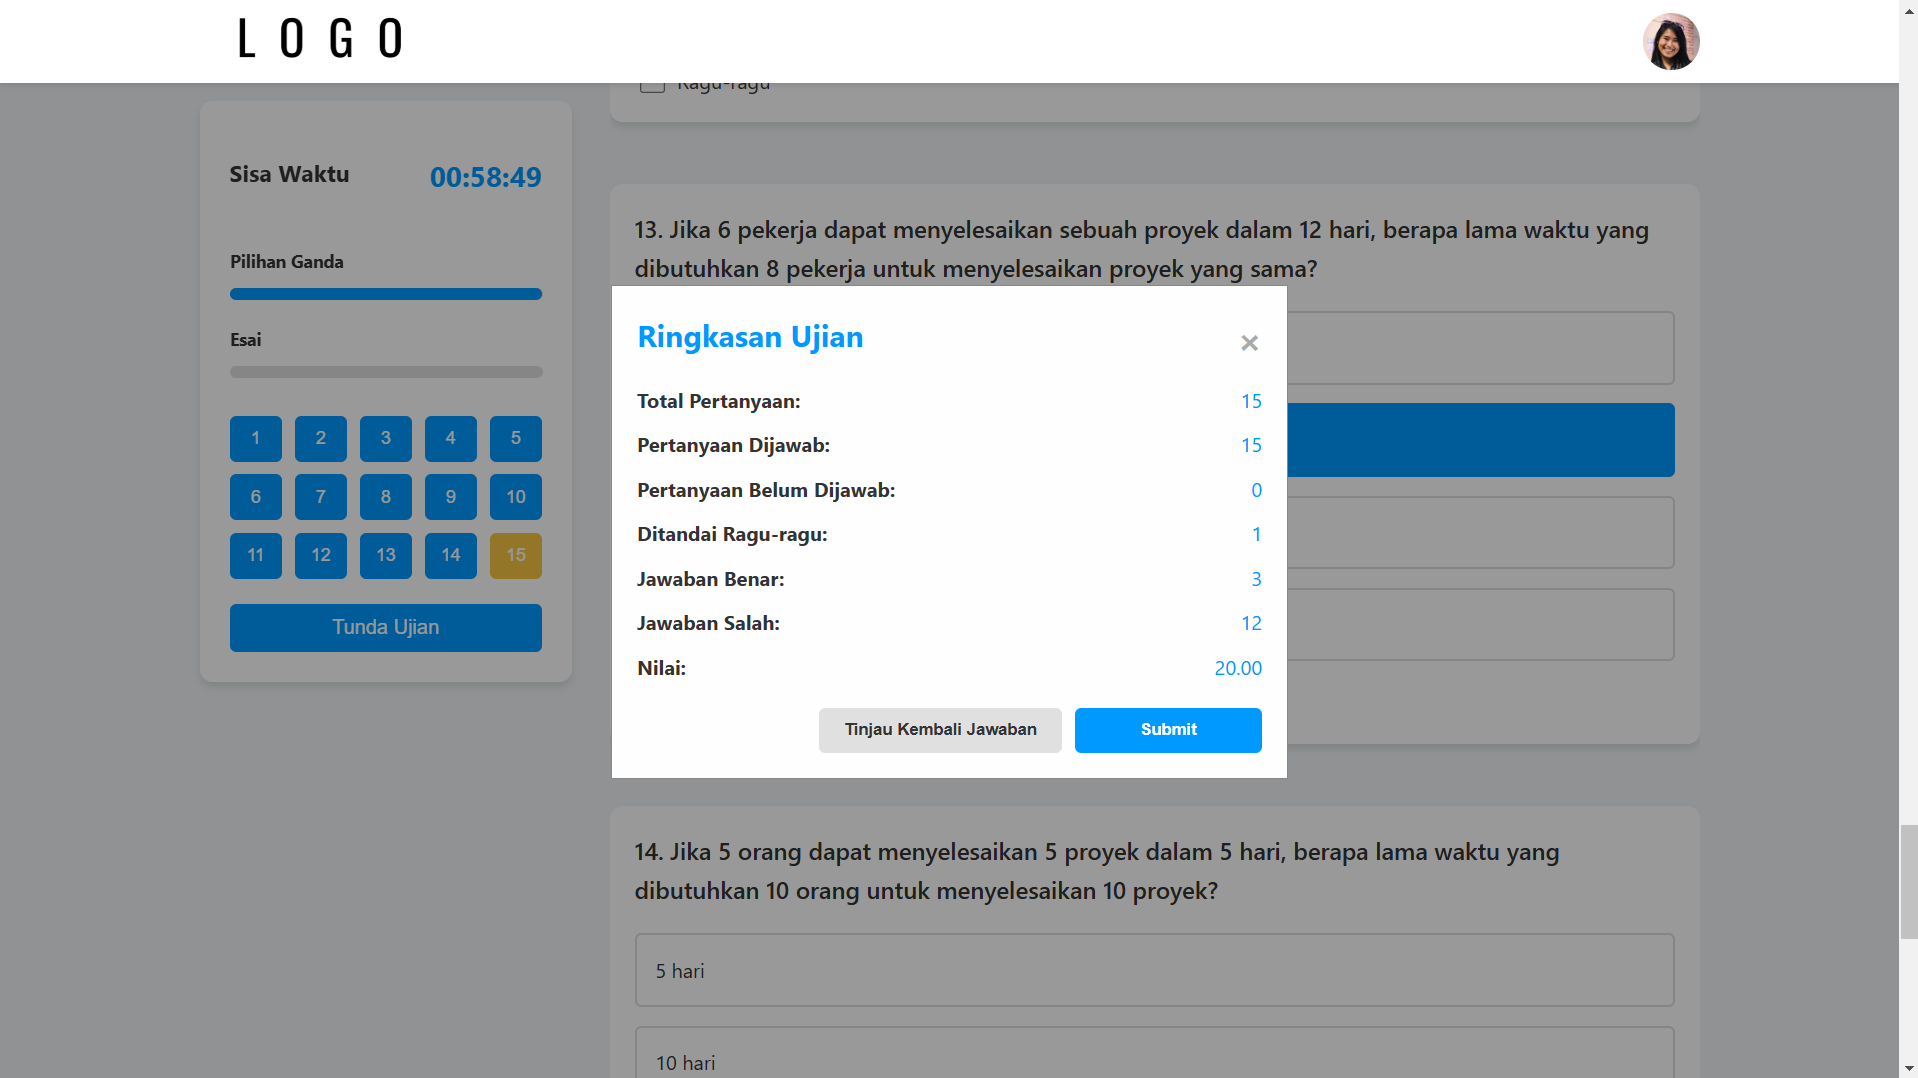 LOGO
Ragu-ragu
Sisa Waktu
00:58:49
Pilihan Ganda
Esai
1 2 3 4 5
6 7 8 9 10
11 12 13 14 15
Tunda Ujian
13. Jika 6 pekerja dapat menyelesaikan sebuah proyek dalam 12 hari, berapa lama waktu yang
dibutuhkan 8 pekerja untuk menyelesaikan proyek yang sama?
Ringkasan Ujian
×
Total Pertanyaan: 15
Pertanyaan Dijawab: 15
Pertanyaan Belum Dijawab: 0
Ditandai Ragu-ragu: 1
Jawaban Benar: 3
Jawaban Salah: 12
Nilai: 20.00
Tinjau Kembali Jawaban
Submit
14. Jika 5 orang dapat menyelesaikan 5 proyek dalam 5 hari, berapa lama waktu yang
dibutuhkan 10 orang untuk menyelesaikan 10 proyek?
5 hari
10 hari